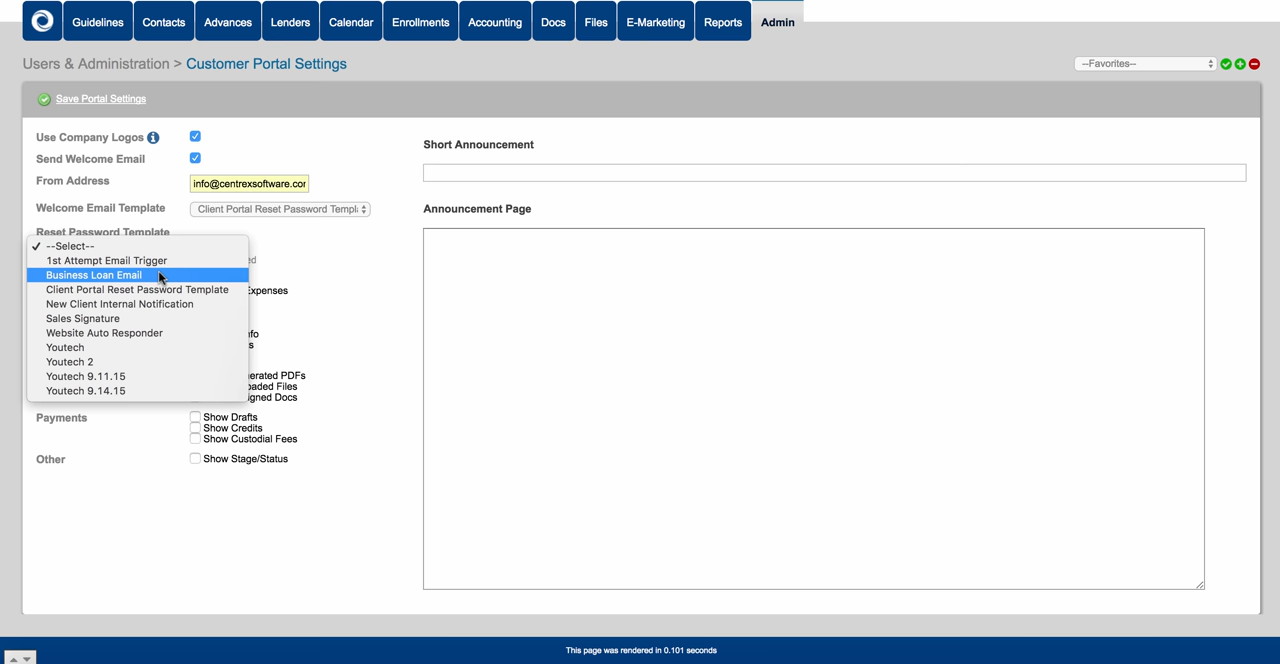 Guidelines Contacts Advances Lenders Calendar Enrollments Accounting Docs Files E-Marketing Reports Admin
Users & Administration > Customer Portal Settings
--Favorites--
Save Portal Settings
Use Company Logos
Send Welcome Email
From Address info@centrexsoftware.com
Welcome Email Template Client Portal Reset Password Templ
Reset Password Template
--Select--
1st Attempt Email Trigger
Business Loan Email
Client Portal Reset Password Template
New Client Internal Notification
Sales Signature
Website Auto Responder
Youtech
Youtech 2
Youtech 9.11.15
Youtech 9.14.15
ed
Expenses
nfo
s
erated PDFs
oaded Files
igned Docs
Payments
Show Drafts
Show Credits
Show Custodial Fees
Other
Show Stage/Status
Short Announcement
Announcement Page
This page was rendered in 0.101 seconds